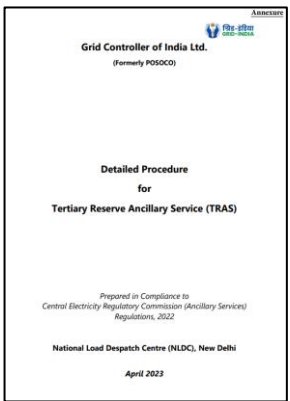 Annexure
ग्रिड-इंडिया
GRID-INDIA
Grid Controller of India Ltd.
(Formerly POSOCO)
Detailed Procedure
for
Tertiary Reserve Ancillary Service (TRAS)
Prepared in Compliance to
Central Electricity Regulatory Commission (Ancillary Services)
Regulations, 2022
National Load Despatch Centre (NLDC), New Delhi
April 2023